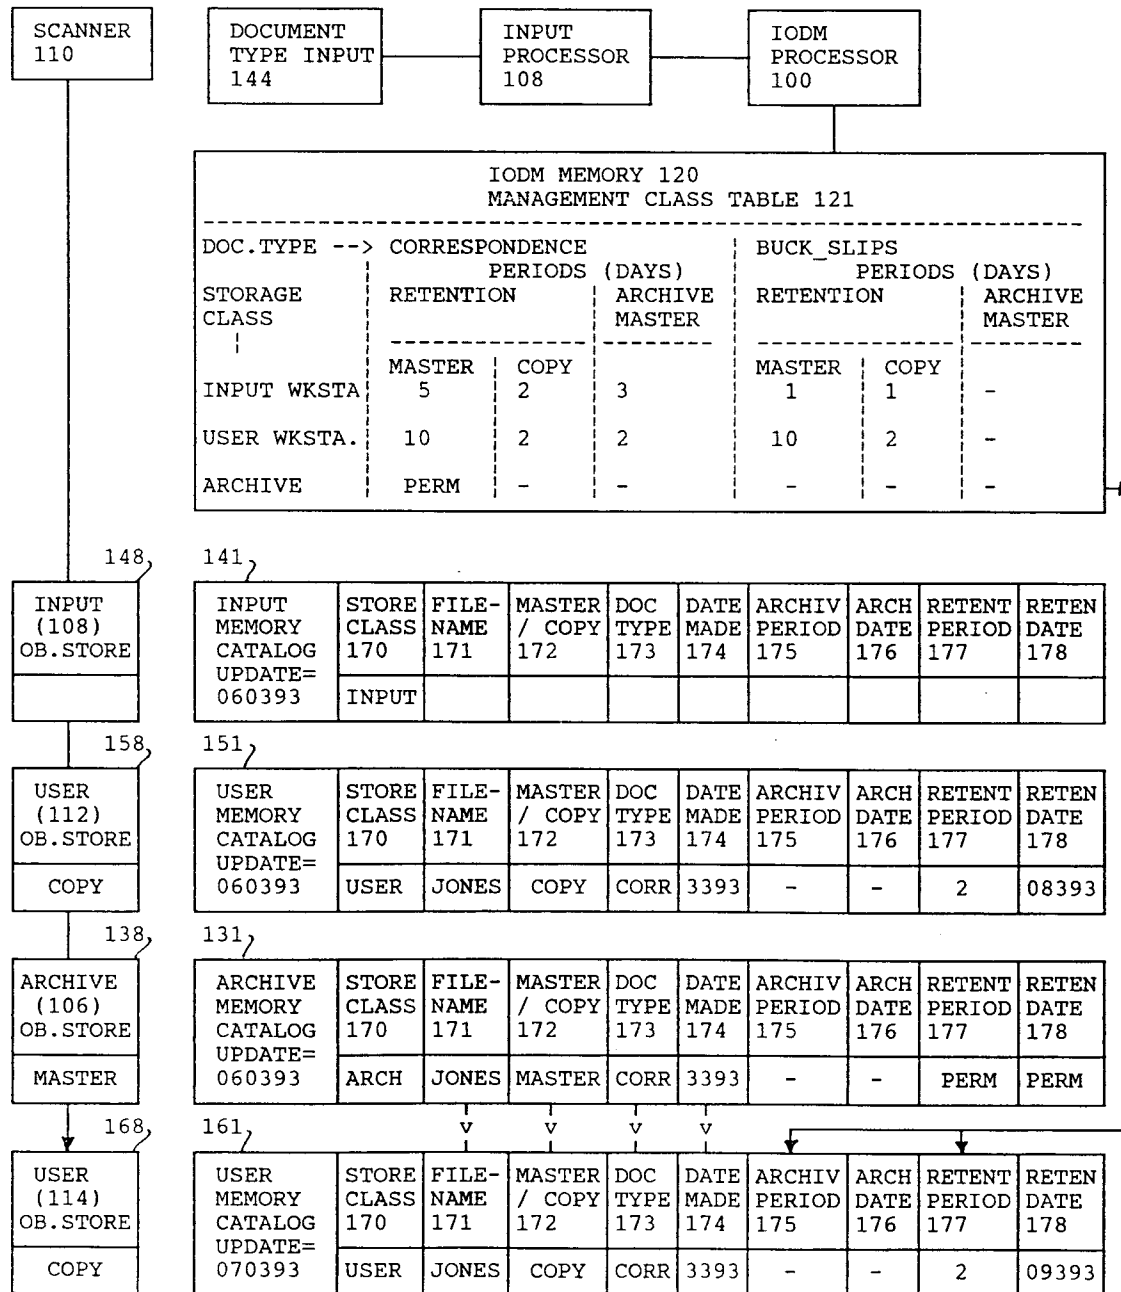 SCANNER
110
DOCUMENT
TYPE INPUT
144
INPUT
PROCESSOR
108
IODM
PROCESSOR
100
IODM MEMORY 120
MANAGEMENT CLASS TABLE 121
DOC.TYPE --> CORRESPONDENCE BUCK_SLIPS
PERIODS (DAYS) PERIODS (DAYS)
STORAGE RETENTION ARCHIVE RETENTION ARCHIVE
CLASS MASTER MASTER
MASTER COPY MASTER COPY
INPUT WKSTA 5 2 3 1 1 -
USER WKSTA. 10 2 2 10 2 -
ARCHIVE PERM - - - - -
148 141
INPUT
(108)
OB.STORE
INPUT STORE FILE- MASTER DOC DATE ARCHIV ARCH RETENT RETEN
MEMORY CLASS NAME / COPY TYPE MADE PERIOD DATE PERIOD DATE
CATALOG 170 171 172 173 174 175 176 177 178
UPDATE=
060393 INPUT
158 151
USER
(112)
OB.STORE
COPY
USER STORE FILE- MASTER DOC DATE ARCHIV ARCH RETENT RETEN
MEMORY CLASS NAME / COPY TYPE MADE PERIOD DATE PERIOD DATE
CATALOG 170 171 172 173 174 175 176 177 178
UPDATE=
060393 USER JONES COPY CORR 3393 - - 2 08393
138 131
ARCHIVE
(106)
OB.STORE
MASTER
ARCHIVE STORE FILE- MASTER DOC DATE ARCHIV ARCH RETENT RETEN
MEMORY CLASS NAME / COPY TYPE MADE PERIOD DATE PERIOD DATE
CATALOG 170 171 172 173 174 175 176 177 178
UPDATE=
060393 ARCH JONES MASTER CORR 3393 - - PERM PERM
168 161 v v v v
USER
(114)
OB.STORE
COPY
USER STORE FILE- MASTER DOC DATE ARCHIV ARCH RETENT RETEN
MEMORY CLASS NAME / COPY TYPE MADE PERIOD DATE PERIOD DATE
CATALOG 170 171 172 173 174 175 176 177 178
UPDATE=
070393 USER JONES COPY CORR 3393 - - 2 09393